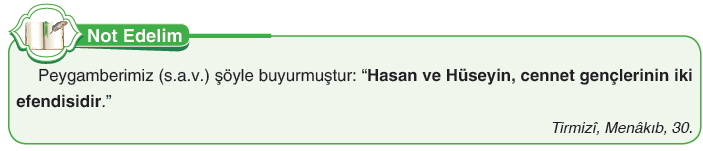 Not Edelim
Peygamberimiz (s.a.v.) şöyle buyurmuştur: “Hasan ve Hüseyin, cennet gençlerinin iki
efendisidir.”
Tirmizî, Menâkıb, 30.